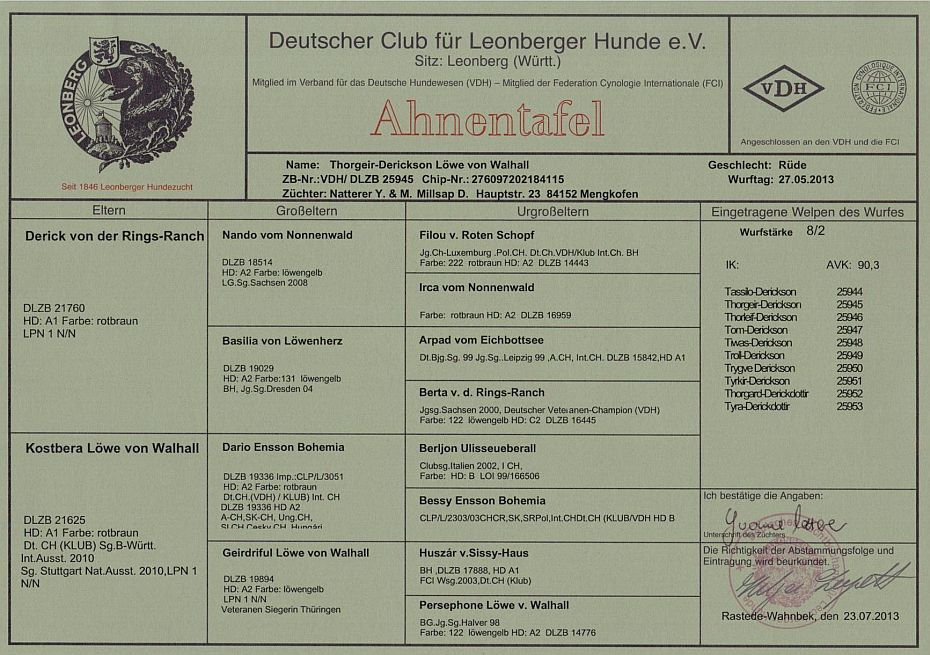 LEONBERG
Seit 1846 Leonberger Hundezucht
Deutscher Club für Leonberger Hunde e.V.
Sitz: Leonberg (Württ.)
Mitglied im Verband für das Deutsche Hundewesen (VDH) – Mitglied der Federation Cynologie Internationale (FCI)
Ahnentafel
VDH
FEDERATION CYNOLOGIQUE INTERNATIONALE
FCI
Angeschlossen an den VDH und die FCI
Name: Thorgeir-Derickson Löwe von Walhall
ZB-Nr.:VDH/ DLZB 25945 Chip-Nr.: 276097202184115
Züchter: Natterer Y. & M. Millsap D. Hauptstr. 23 84152 Mengkofen
Geschlecht: Rüde
Wurftag: 27.05.2013
Eltern
Derick von der Rings-Ranch
DLZB 21760
HD: A1 Farbe: rotbraun
LPN 1 N/N
Kostbera Löwe von Walhall
DLZB 21625
HD: A1 Farbe: rotbraun
Dt. CH (KLUB) Sg.B-Württ.
Int.Ausst. 2010
Sg. Stuttgart Nat.Ausst. 2010,LPN 1
N/N
Großeltern
Nando vom Nonnenwald
DLZB 18514
HD: A2 Farbe: löwengelb
LG.Sg.Sachsen 2008
Basilia von Löwenherz
DLZB 19029
HD: A2 Farbe:131 löwengelb
BH, Jg.Sg.Dresden 04
Dario Ensson Bohemia
DLZB 19336 Imp.:CLP/L/3051
HD: A2 Farbe: rotbraun
Dt.CH.(VDH) / KLUB) Int. CH
DLZB 19336 HD A2
A-CH,SK-CH, Ung.CH,
SLCH,Cesky CH, Hungári
Geirdriful Löwe von Walhall
DLZB 19894
HD: A2 Farbe: löwengelb
LPN 1 N/N
Veteranen Siegerin Thüringen
Urgroßeltern
Filou v. Roten Schopf
Jg.Ch-Luxemburg .Pol.CH. Dt.Ch.VDH/Klub Int.Ch. BH
Farbe: 222 rotbraun HD: A2 DLZB 14443
Irca vom Nonnenwald
Farbe: rotbraun HD: A2 DLZB 16959
Arpad vom Eichbottsee
Dt.Bjg.Sg. 99 Jg.Sg..Leipzig 99 ,A.CH, Int.CH. DLZB 15842,HD A1
Berta v. d. Rings-Ranch
Jgsg.Sachsen 2000, Deutscher Veteranen-Champion (VDH)
Farbe: 122 löwengelb HD: C2 DLZB 16445
Berljon Ulisseueberall
Clubsg.Italien 2002, I CH,
Farbe: HD: B LOI 99/166506
Bessy Ensson Bohemia
CLP/L/2303/03CHCR,SK,SRPol,Int.CHDt.CH (KLUB/VDH HD B
Huszár v.Sissy-Haus
BH ,DLZB 17888, HD A1
FCI Wsg.2003,Dt.CH (Klub)
Persephone Löwe v. Walhall
BG.Jg.Sg.Halver 98
Farbe: 122 löwengelb HD: A2 DLZB 14776
Eingetragene Welpen des Wurfes
Wurfstärke 8/2
IK: AVK: 90,3
Tassilo-Derickson 25944
Thorgeir-Derickson 25945
Thorleif-Derickson 25946
Tom-Derickson 25947
Tiwas-Derickson 25948
Troll-Derickson 25949
Trygve Derickson 25950
Tyrkir-Derickson 25951
Thorgard-Derickdottir 25952
Tyra-Derickdottir 25953
Ich bestätige die Angaben:
Unterschrift des Züchters
Die Richtigkeit der Abstammungsfolge und
Eintragung wird beurkundet.
Rastede-Wahnbek, den 23.07.2013